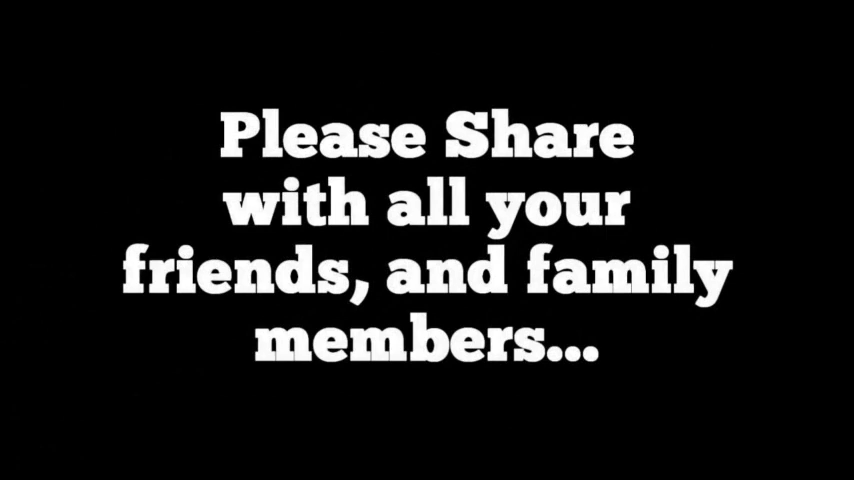 Please Share
with all your
friends, and family
members...